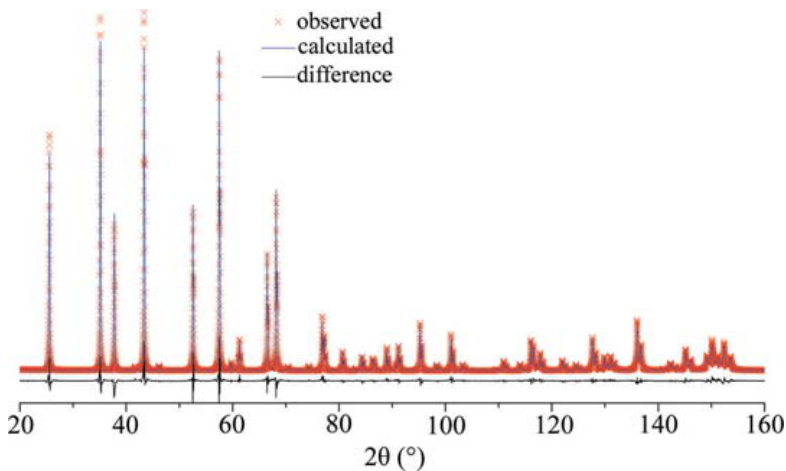 observed
calculated
difference
20 40 60 80 100 120 140 160
2θ (°)